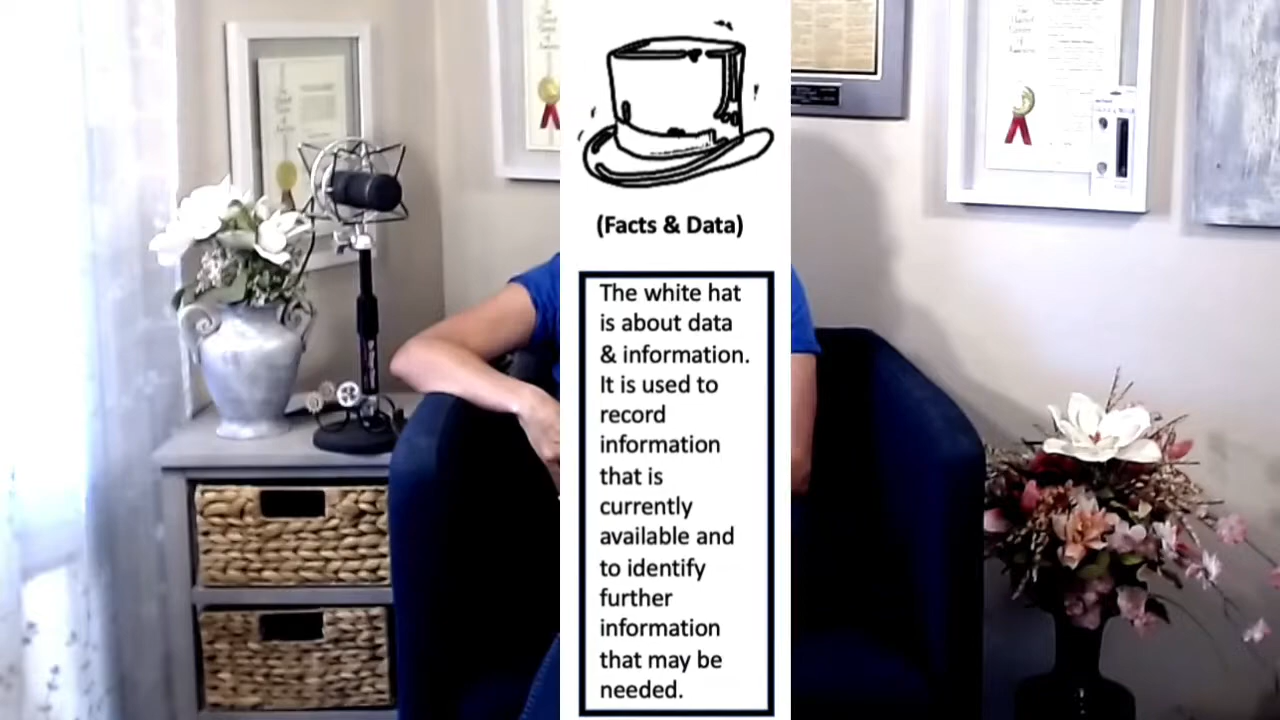 (Facts & Data)
The white hat
is about data
& information.
It is used to
record
information
that is
currently
available and
to identify
further
information
that may be
needed.